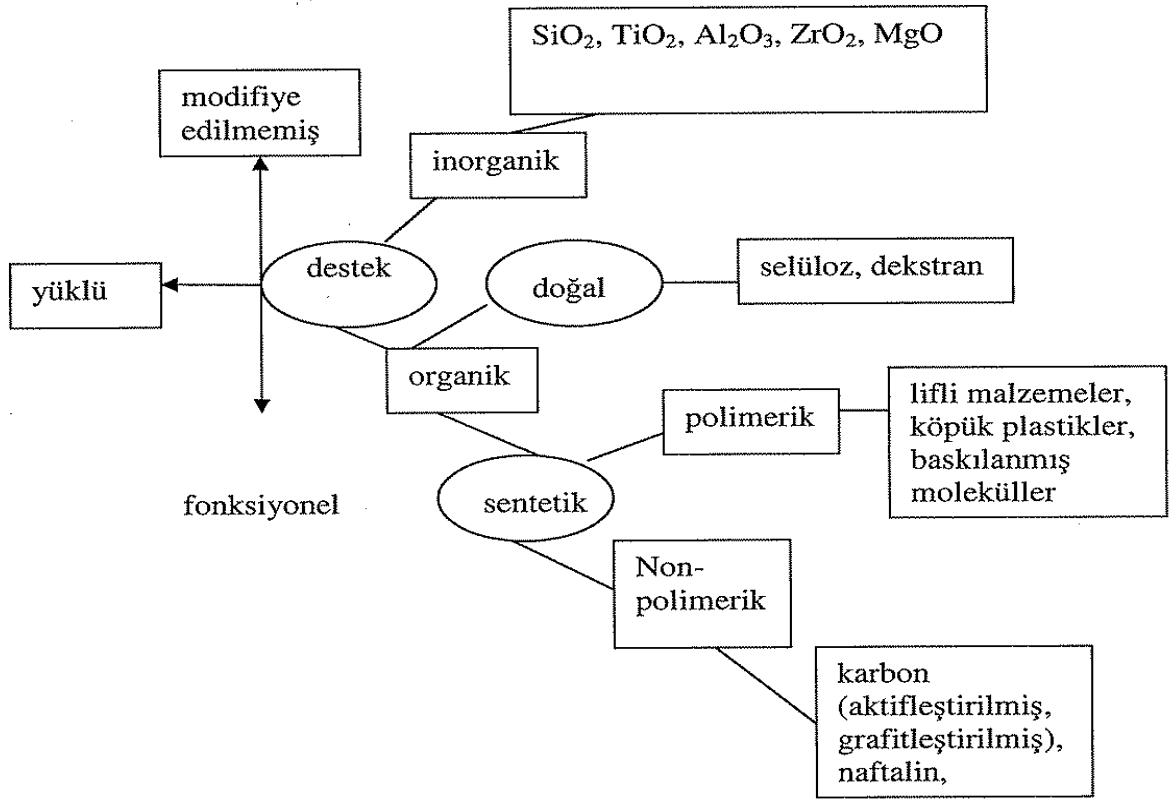 SiO₂, TiO₂, Al₂O₃, ZrO₂, MgO
modifiye
edilmemiş
inorganik
destek
doğal
selüloz, dekstran
yüklü
organik
polimerik
lifli malzemeler,
köpük plastikler,
baskılanmış
moleküller
fonksiyonel
sentetik
Non-
polimerik
karbon
(aktifleştirilmiş,
grafitleştirilmiş),
naftalin,